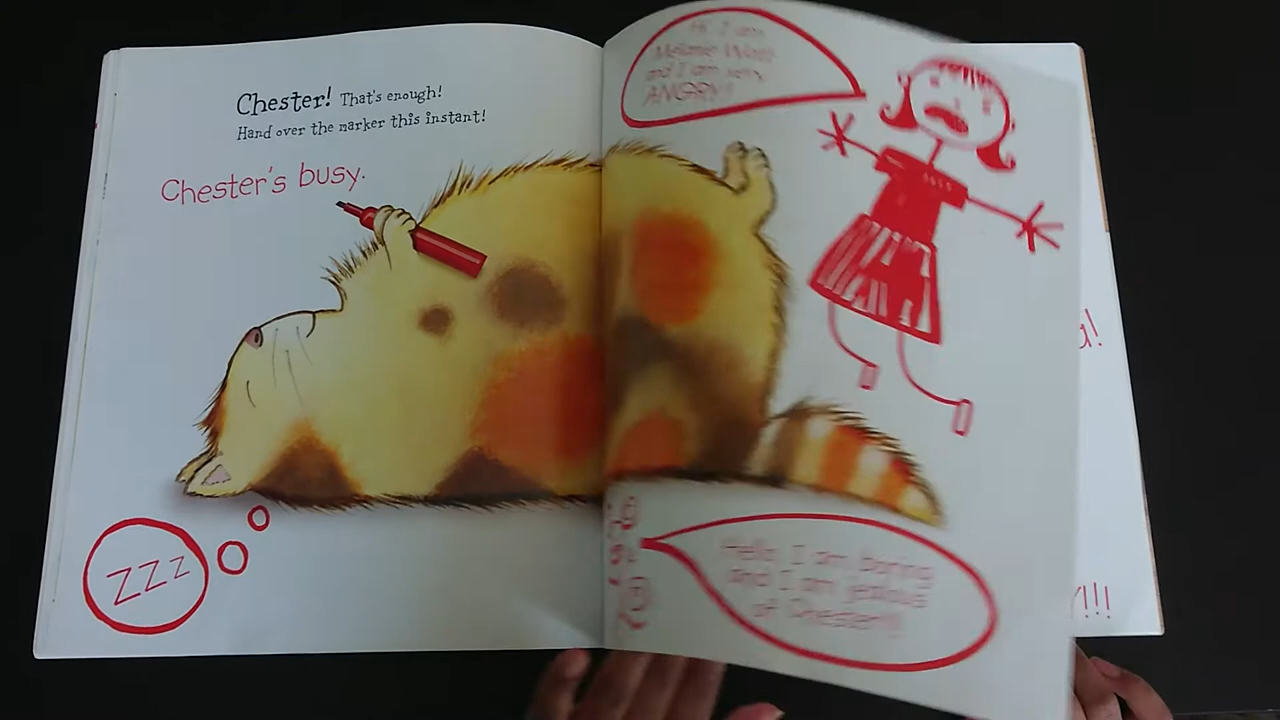 Chester! That's enough!
Hand over the marker this instant!
Chester's busy.
ZZZ
Hi, I am
Melanie Watt
and I am very
ANGRY!
Hello, I am boring
and I am jealous
of Chester!!
!!!